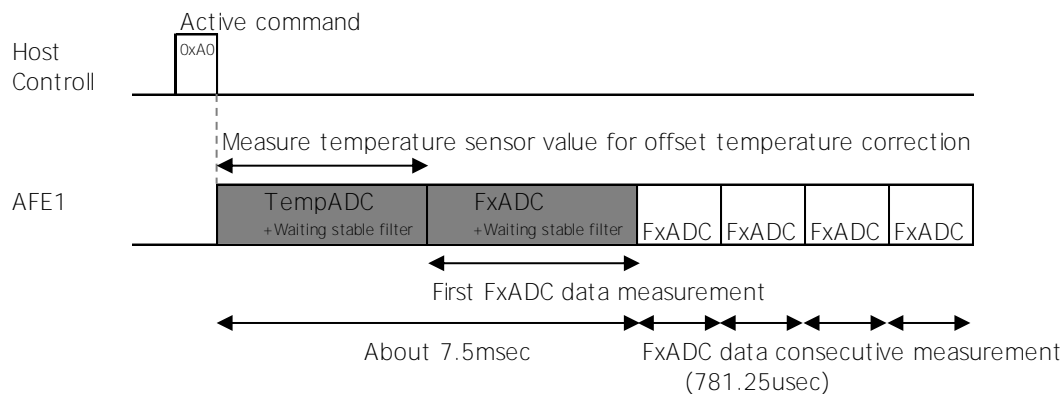 Active command
Host
Controll
0xA0
Measure temperature sensor value for offset temperature correction
AFE1
TempADC
+Waiting stable filter
FxADC
+Waiting stable filter
FxADC
FxADC
FxADC
FxADC
First FxADC data measurement
About 7.5msec
FxADC data consecutive measurement
(781.25usec)